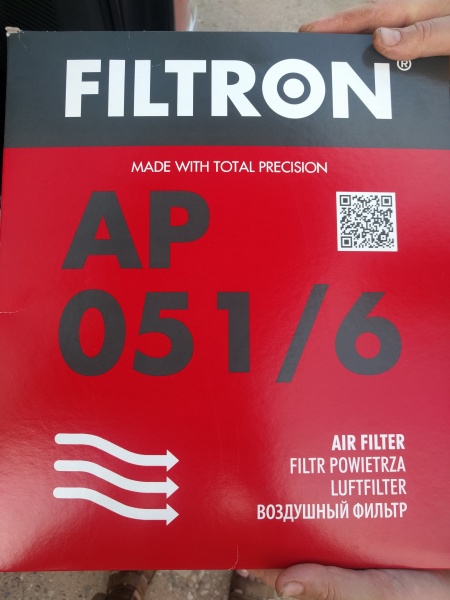 FILTRON®
MADE WITH TOTAL PRECISION
AP
051/6
AIR FILTER
FILTR POWIETRZA
LUFTFILTER
ВОЗДУШНЫЙ ФИЛЬТР